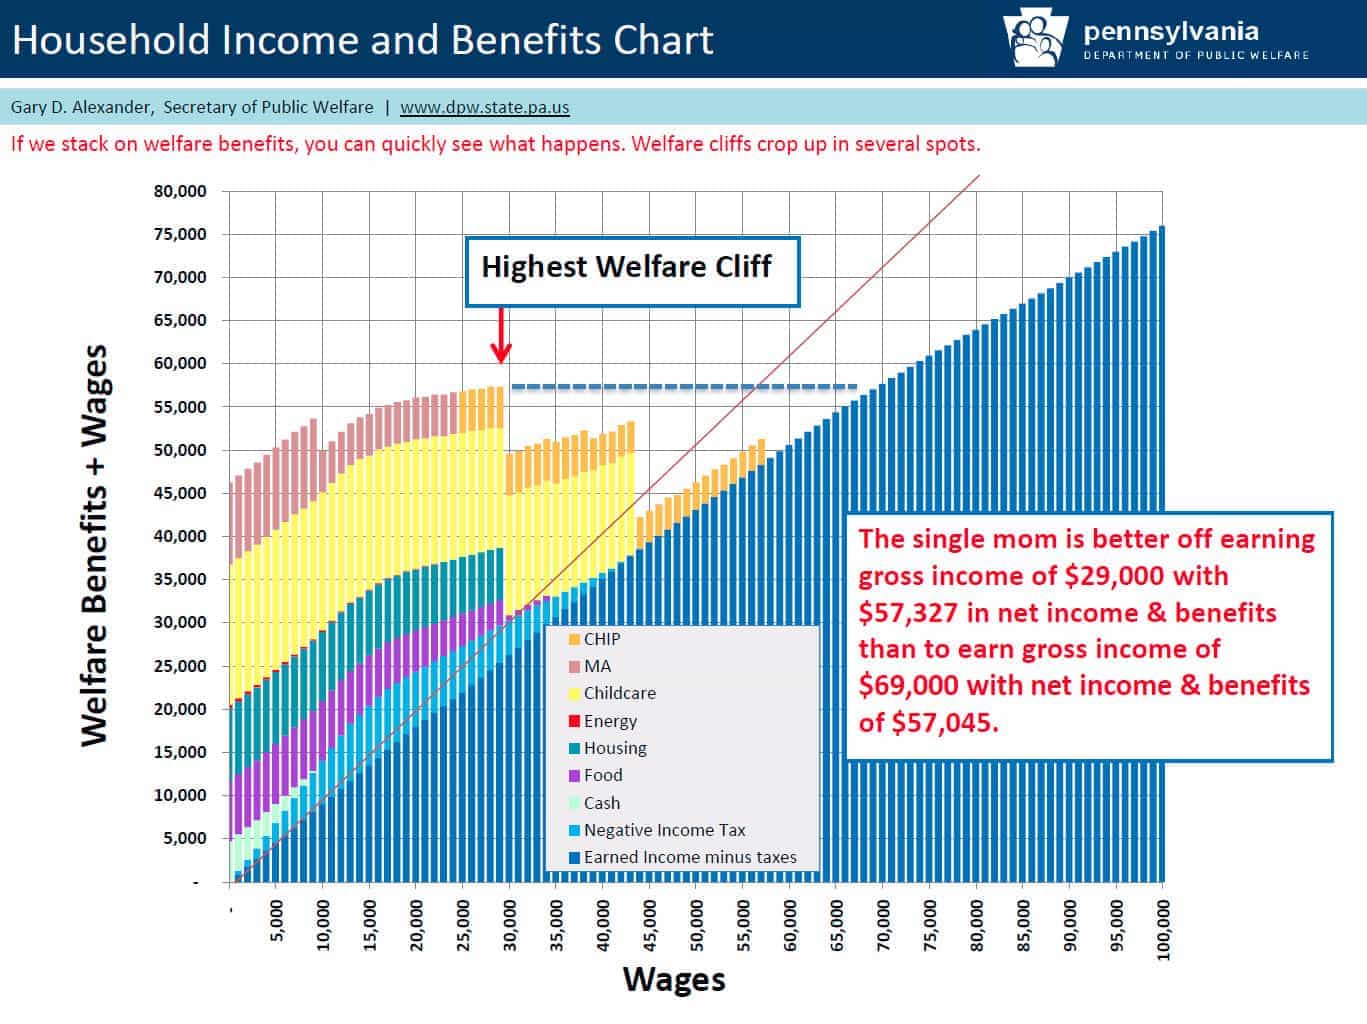 Household Income and Benefits Chart
pennsylvania
DEPARTMENT OF PUBLIC WELFARE
Gary D. Alexander, Secretary of Public Welfare | www.dpw.state.pa.us
If we stack on welfare benefits, you can quickly see what happens. Welfare cliffs crop up in several spots.
Welfare Benefits + Wages
80,000
75,000
70,000
65,000
60,000
55,000
50,000
45,000
40,000
35,000
30,000
25,000
20,000
15,000
10,000
5,000
-
Highest Welfare Cliff
The single mom is better off earning
gross income of $29,000 with
$57,327 in net income & benefits
than to earn gross income of
$69,000 with net income & benefits
of $57,045.
CHIP
MA
Childcare
Energy
Housing
Food
Cash
Negative Income Tax
Earned Income minus taxes
-
5,000
10,000
15,000
20,000
25,000
30,000
35,000
40,000
45,000
50,000
55,000
60,000
65,000
70,000
75,000
80,000
85,000
90,000
95,000
100,000
Wages